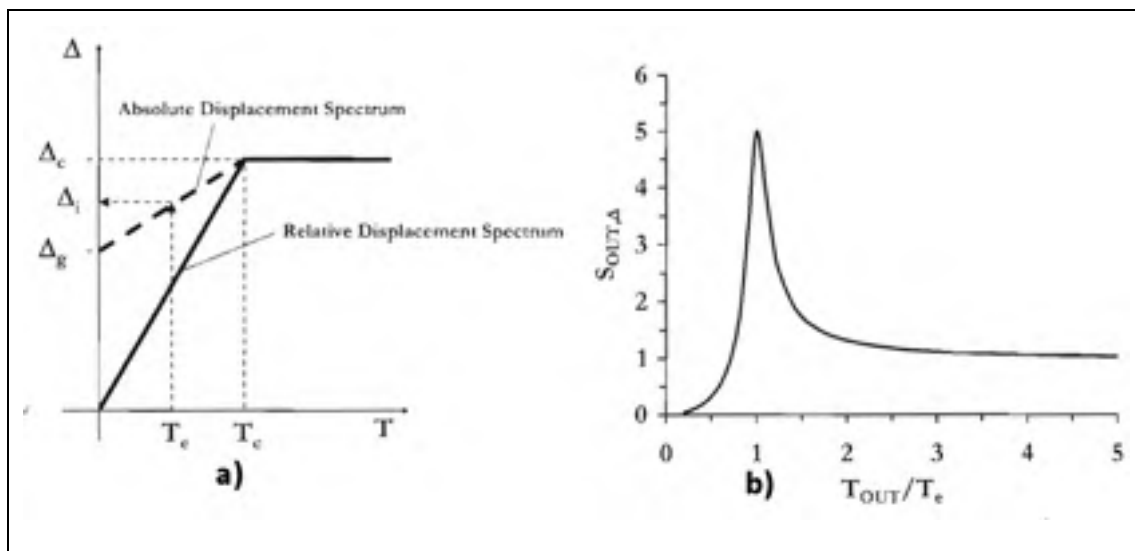 Δ
Absolute Displacement Spectrum
Δc
Δi
Δg
Relative Displacement Spectrum
Te
Tc
T
a)
6
5
4
3
2
1
0
SOUT,Δ
0
1
2
3
4
5
b)
TOUT/Te